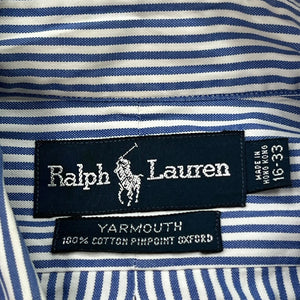 Ralph Lauren
MADE IN
HONG KONG
16-33
YARMOUTH
100% COTTON PINPOINT OXFORD